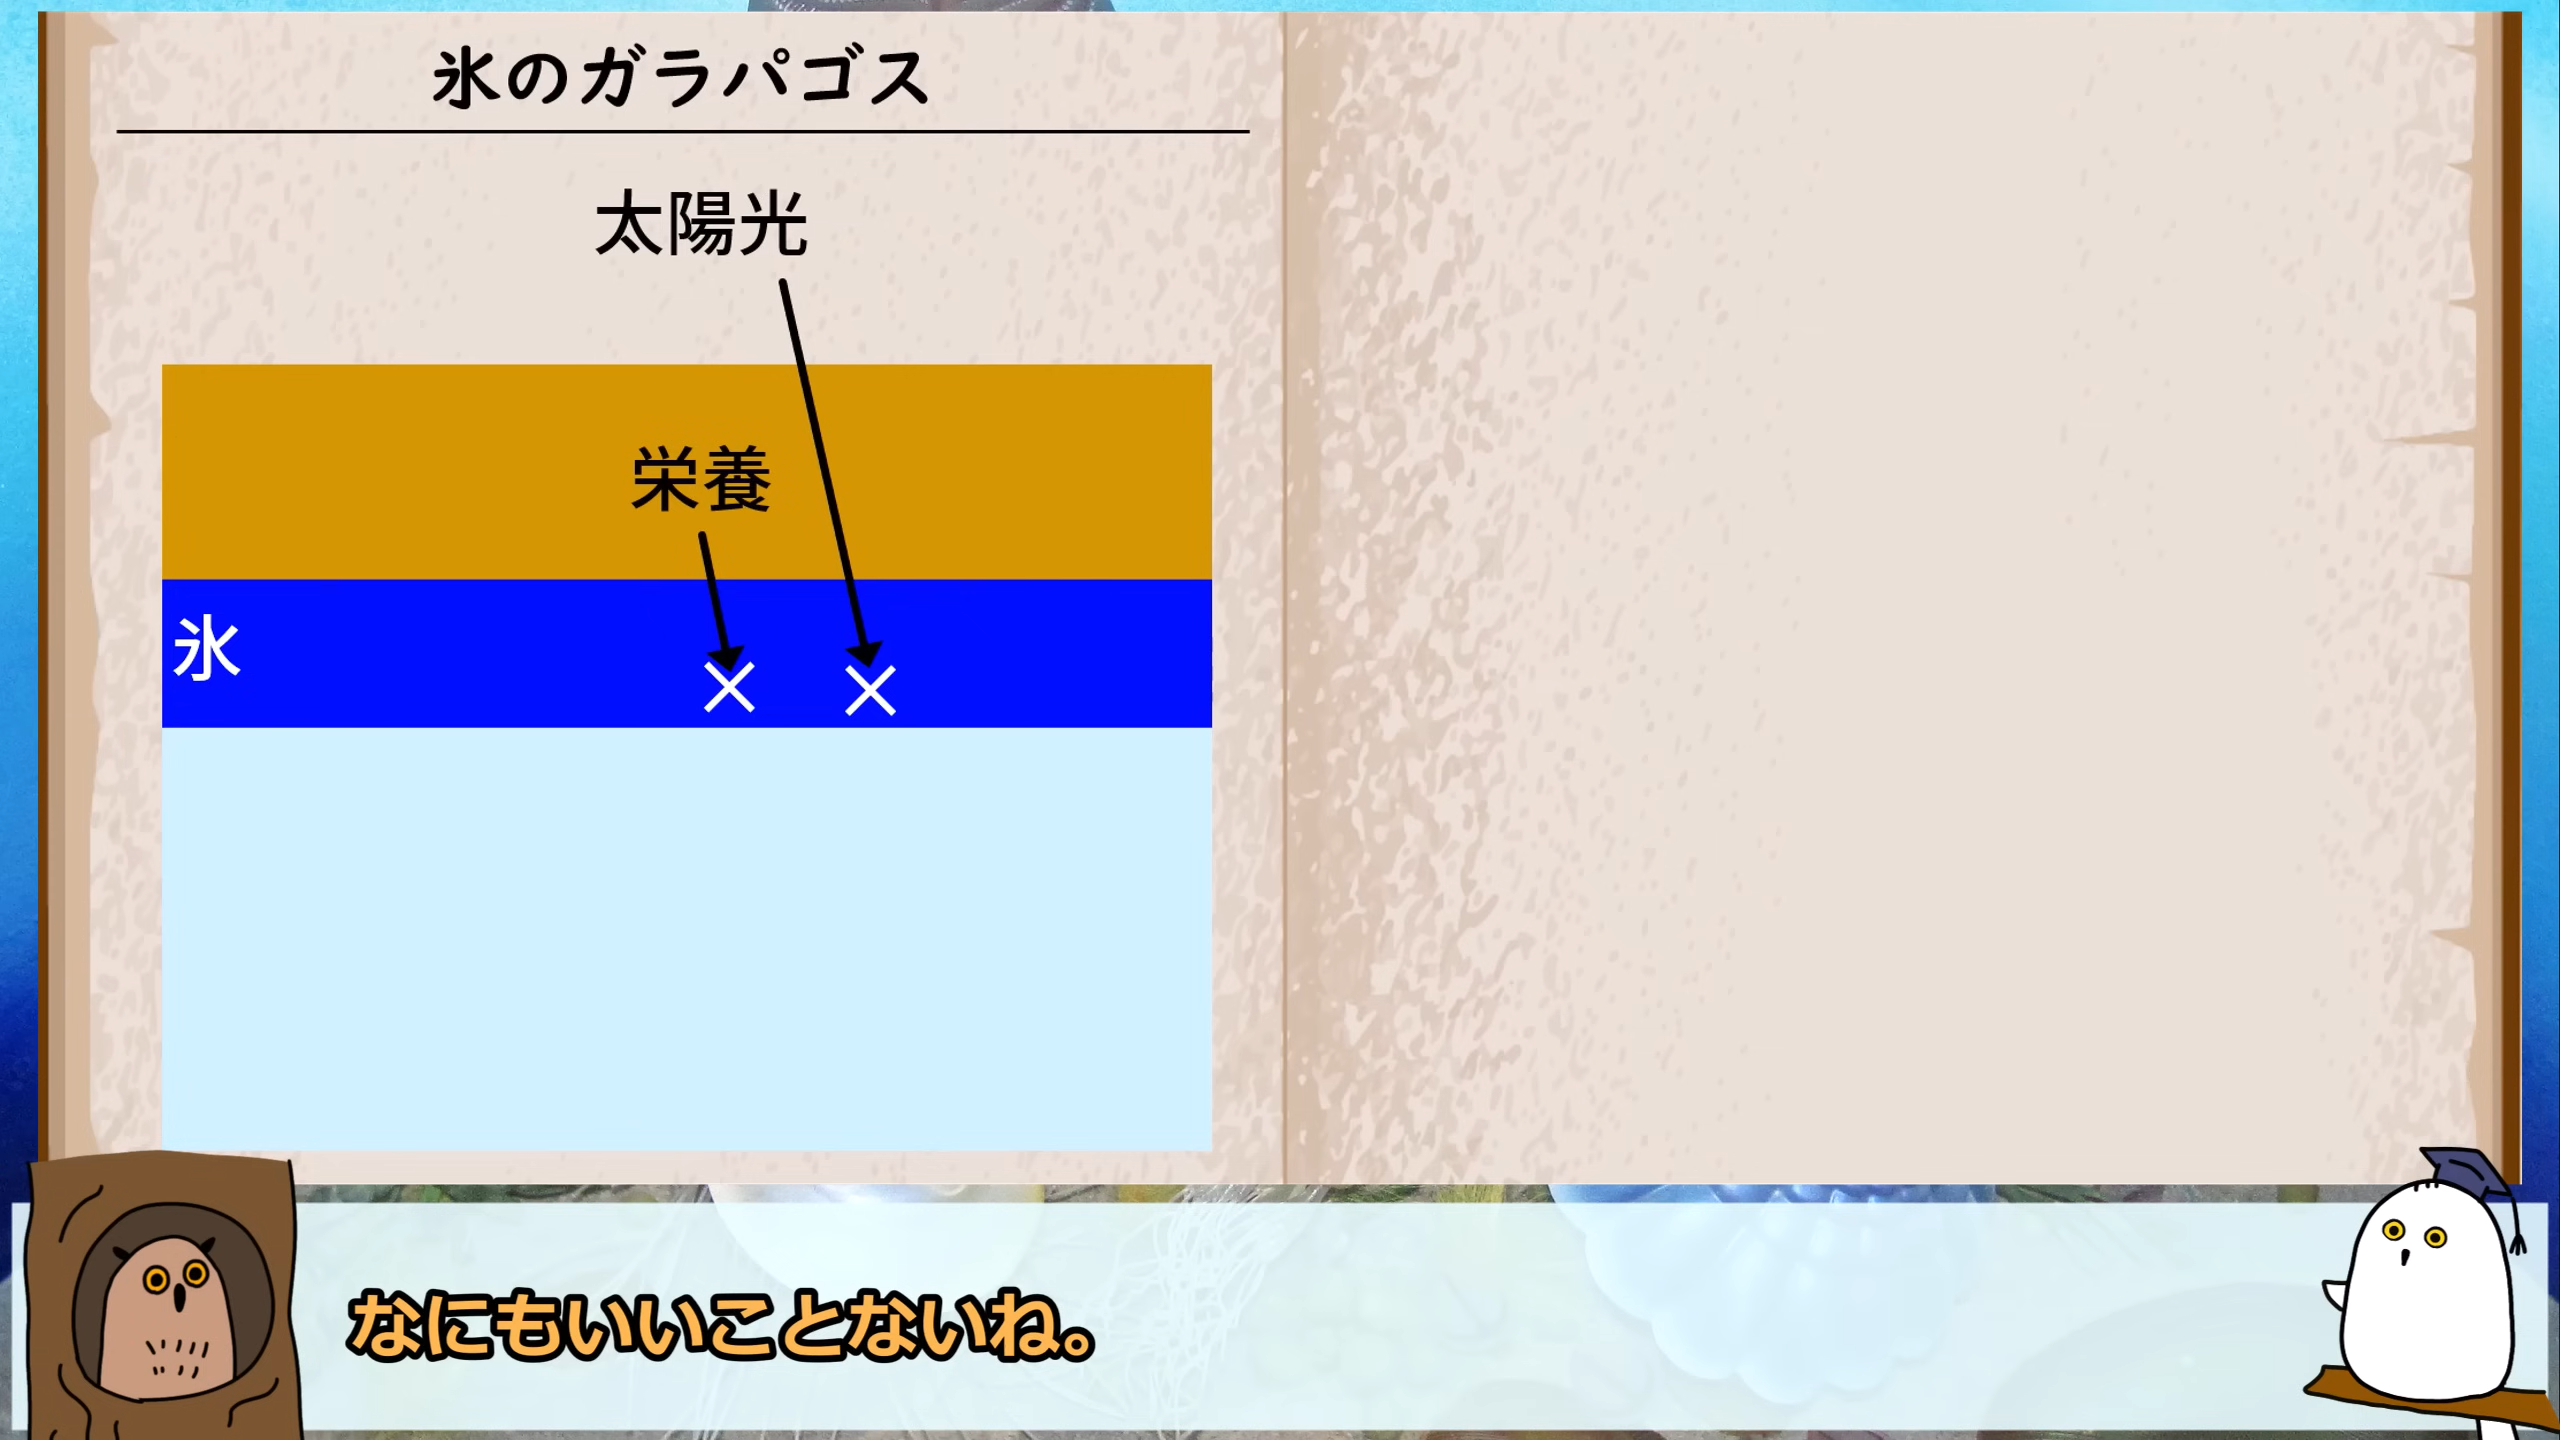 氷のガラパゴス
太陽光
栄養
氷
× ×
なにもいいことないね。